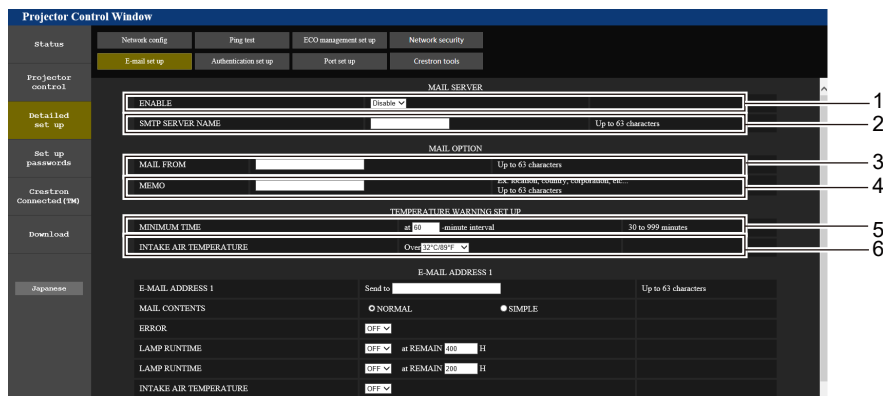 Projector Control Window
Status
Projector control
Detailed set up
Set up passwords
Crestron Connected(TM)
Download
Japanese
Network config Ping test ECO management set up Network security
E-mail set up Authentication set up Port set up Crestron tools
MAIL SERVER
ENABLE Disable 1
SMTP SERVER NAME Up to 63 characters 2
MAIL OPTION
MAIL FROM Up to 63 characters 3
MEMO Ex. location, country, corporation, etc... 4
Up to 63 characters
TEMPERATURE WARNING SET UP
MINIMUM TIME at 60 -minute interval 30 to 999 minutes 5
INTAKE AIR TEMPERATURE Over 32°C/89°F 6
E-MAIL ADDRESS 1
E-MAIL ADDRESS 1 Send to Up to 63 characters
MAIL CONTENTS NORMAL SIMPLE
ERROR OFF
LAMP RUNTIME OFF at REMAIN 400 H
LAMP RUNTIME OFF at REMAIN 200 H
INTAKE AIR TEMPERATURE OFF